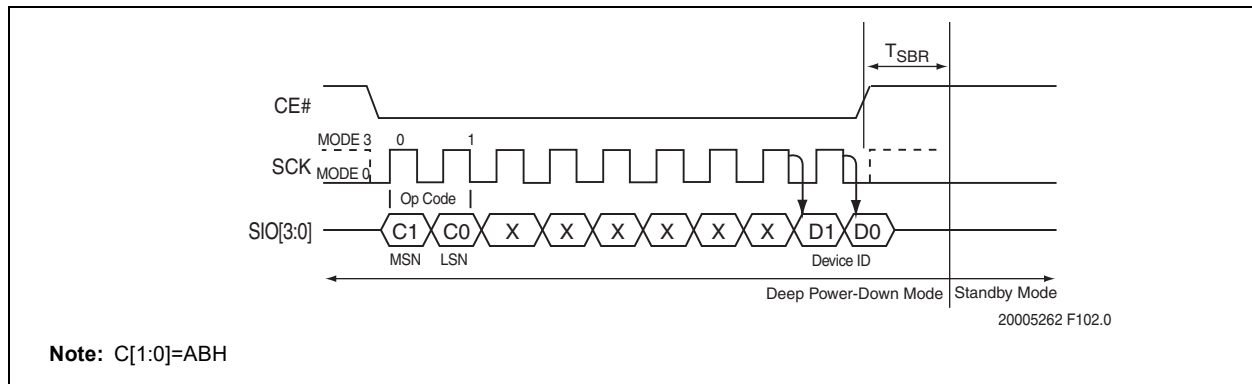 TSBR
CE#
MODE 3 0 1
SCK
MODE 0
Op Code
SIO[3:0] C1 C0 X X X X X X D1 D0
MSN LSN Device ID
Deep Power-Down Mode Standby Mode
20005262 F102.0
Note: C[1:0]=ABH